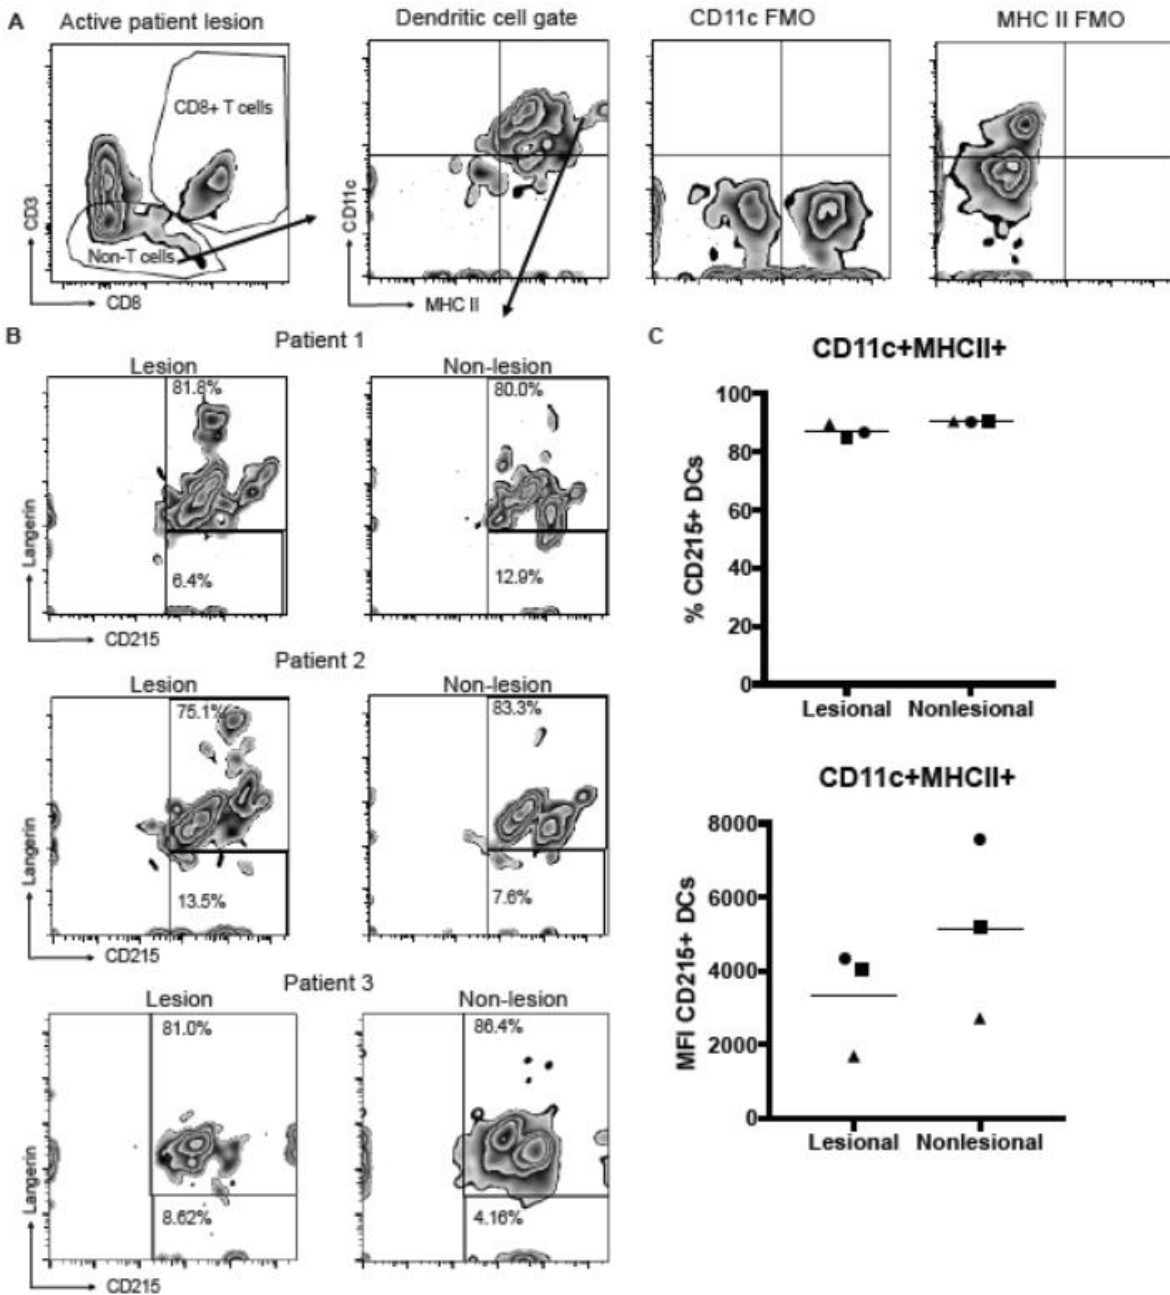 A
Active patient lesion
Dendritic cell gate
CD11c FMO
MHC II FMO
CD8+ T cells
CD3
Non-T cells
CD8
CD11c
MHC II
B
Patient 1
Lesion
Non-lesion
81.8%
80.0%
Langerin
6.4%
12.9%
CD215
Patient 2
Lesion
Non-lesion
75.1%
83.3%
Langerin
13.5%
7.6%
CD215
Patient 3
Lesion
Non-lesion
81.0%
86.4%
Langerin
8.62%
4.16%
CD215
C
CD11c+MHCII+
100
80
60
40
20
0
% CD215+ DCs
Lesional Nonlesional
CD11c+MHCII+
8000
6000
4000
2000
0
MFI CD215+ DCs
Lesional Nonlesional